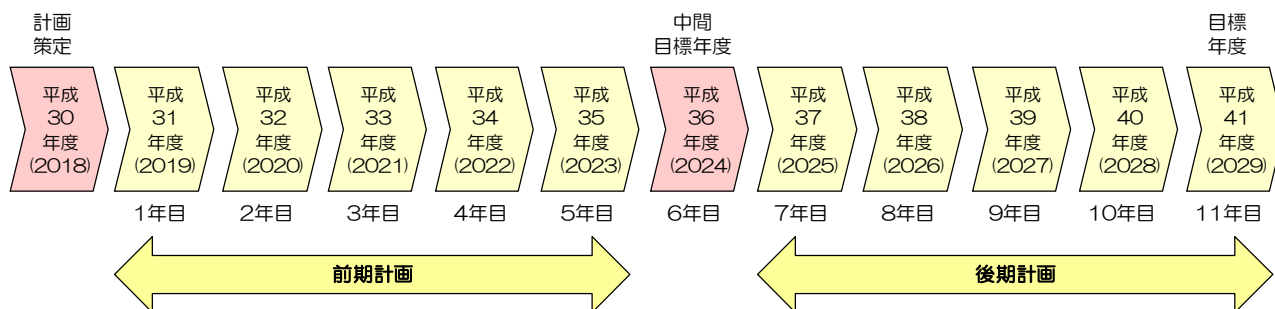 計画
策定
中間
目標年度
目標
年度
平成
30
年度
(2018)
平成
31
年度
(2019)
平成
32
年度
(2020)
平成
33
年度
(2021)
平成
34
年度
(2022)
平成
35
年度
(2023)
平成
36
年度
(2024)
平成
37
年度
(2025)
平成
38
年度
(2026)
平成
39
年度
(2027)
平成
40
年度
(2028)
平成
41
年度
(2029)
1年目
2年目
3年目
4年目
5年目
6年目
7年目
8年目
9年目
10年目
11年目
前期計画
後期計画